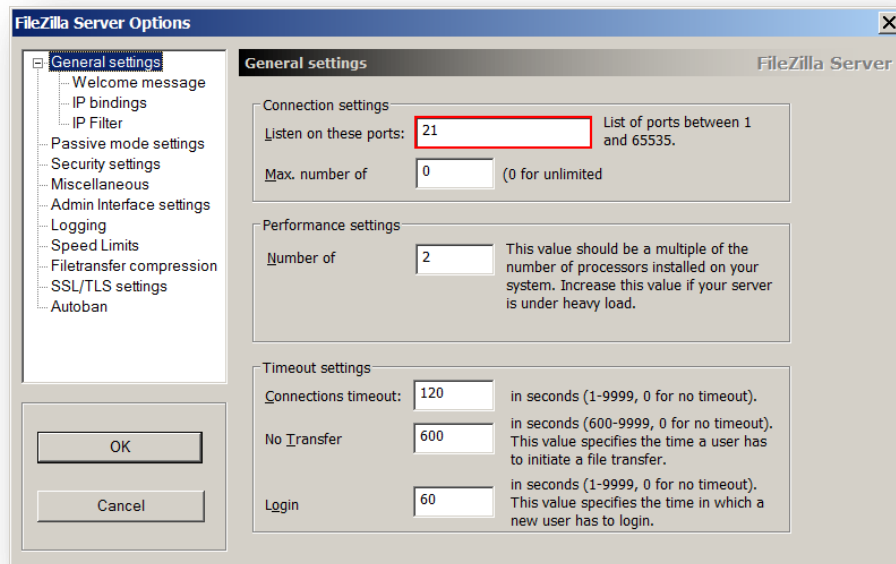 FileZilla Server Options
General settings
Welcome message
IP bindings
IP Filter
Passive mode settings
Security settings
Miscellaneous
Admin Interface settings
Logging
Speed Limits
Filetransfer compression
SSL/TLS settings
Autoban
OK
Cancel
General settings
FileZilla Server
Connection settings
Listen on these ports: 21 List of ports between 1
and 65535.
Max. number of 0 (0 for unlimited
Performance settings
Number of 2 This value should be a multiple of the
number of processors installed on your
system. Increase this value if your server
is under heavy load.
Timeout settings
Connections timeout: 120 in seconds (1-9999, 0 for no timeout).
No Transfer 600 in seconds (600-9999, 0 for no timeout).
This value specifies the time a user has
to initiate a file transfer.
Login 60 in seconds (1-9999, 0 for no timeout).
This value specifies the time in which a
new user has to login.